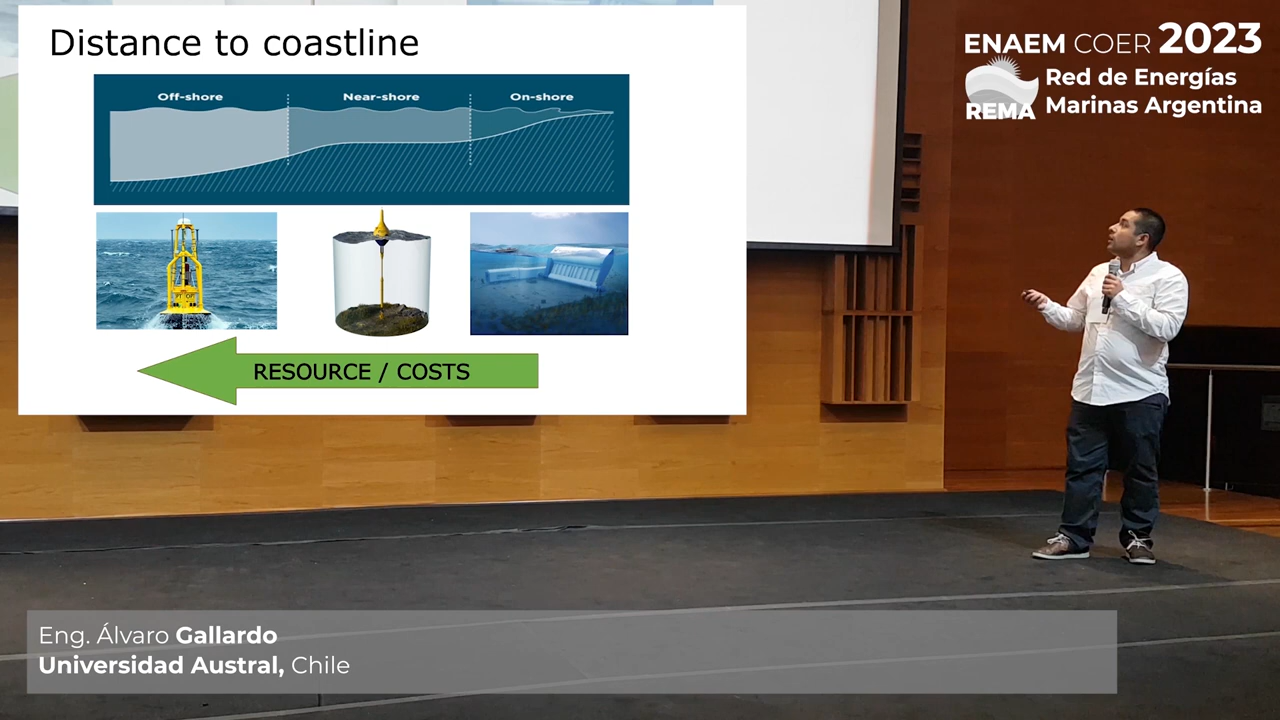 Distance to coastline
Off-shore
Near-shore
On-shore
RESOURCE / COSTS
ENAEM COER 2023
REMA
Red de Energías
Marinas Argentina
Eng. Álvaro Gallardo
Universidad Austral, Chile